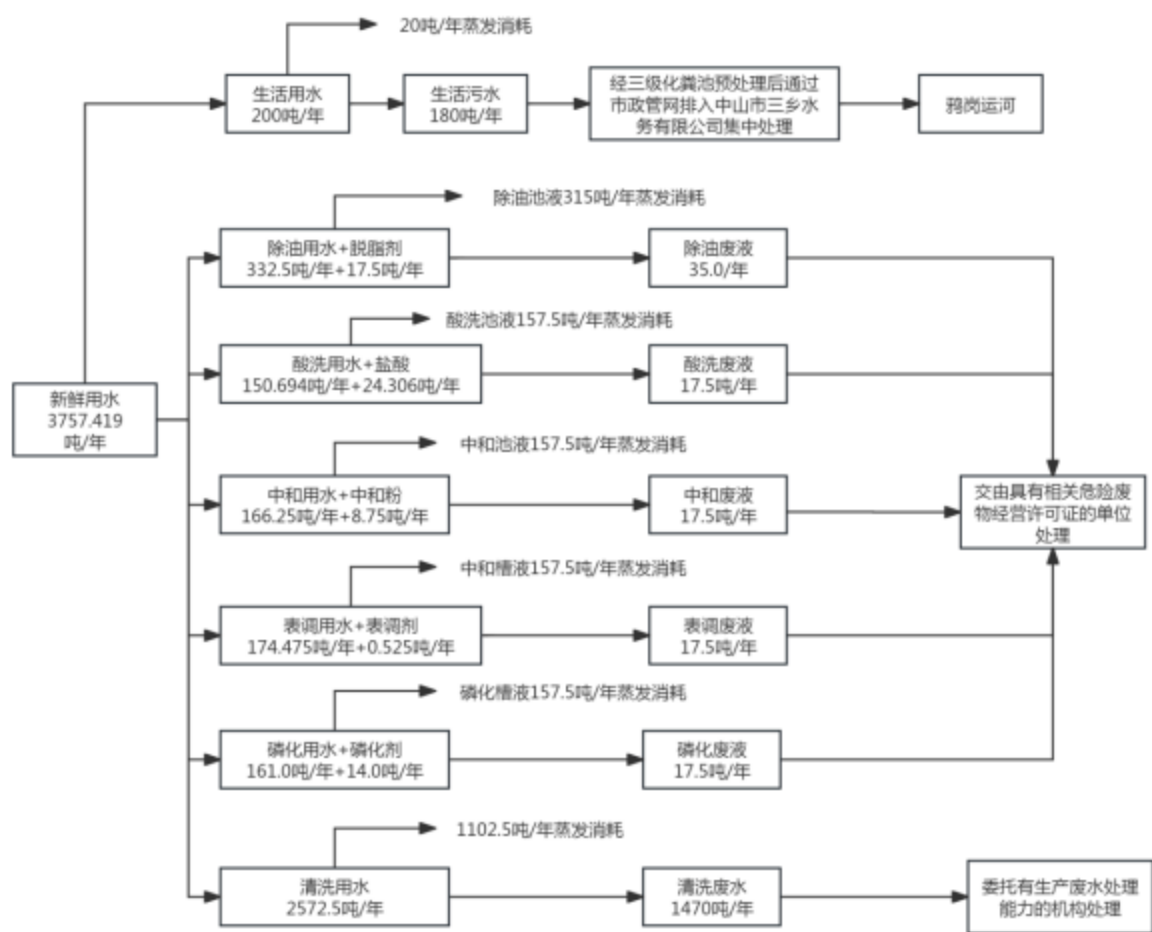 20吨/年蒸发消耗
生活用水
200吨/年
生活污水
180吨/年
经三级化粪池预处理后通过
市政管网排入中山市三乡水
务有限公司集中处理
鸦岗运河
除油池液315吨/年蒸发消耗
除油用水+脱脂剂
332.5吨/年+17.5吨/年
除油废液
35.0/年
酸洗池液157.5吨/年蒸发消耗
酸洗用水+盐酸
150.694吨/年+24.306吨/年
酸洗废液
17.5吨/年
新鲜用水
3757.419
吨/年
中和池液157.5吨/年蒸发消耗
中和用水+中和粉
166.25吨/年+8.75吨/年
中和废液
17.5吨/年
交由具有相关危险废
物经营许可证的单位
处理
中和槽液157.5吨/年蒸发消耗
表调用水+表调剂
174.475吨/年+0.525吨/年
表调废液
17.5吨/年
磷化槽液157.5吨/年蒸发消耗
磷化用水+磷化剂
161.0吨/年+14.0吨/年
磷化废液
17.5吨/年
1102.5吨/年蒸发消耗
清洗用水
2572.5吨/年
清洗废水
1470吨/年
委托有生产废水处理
能力的机构处理